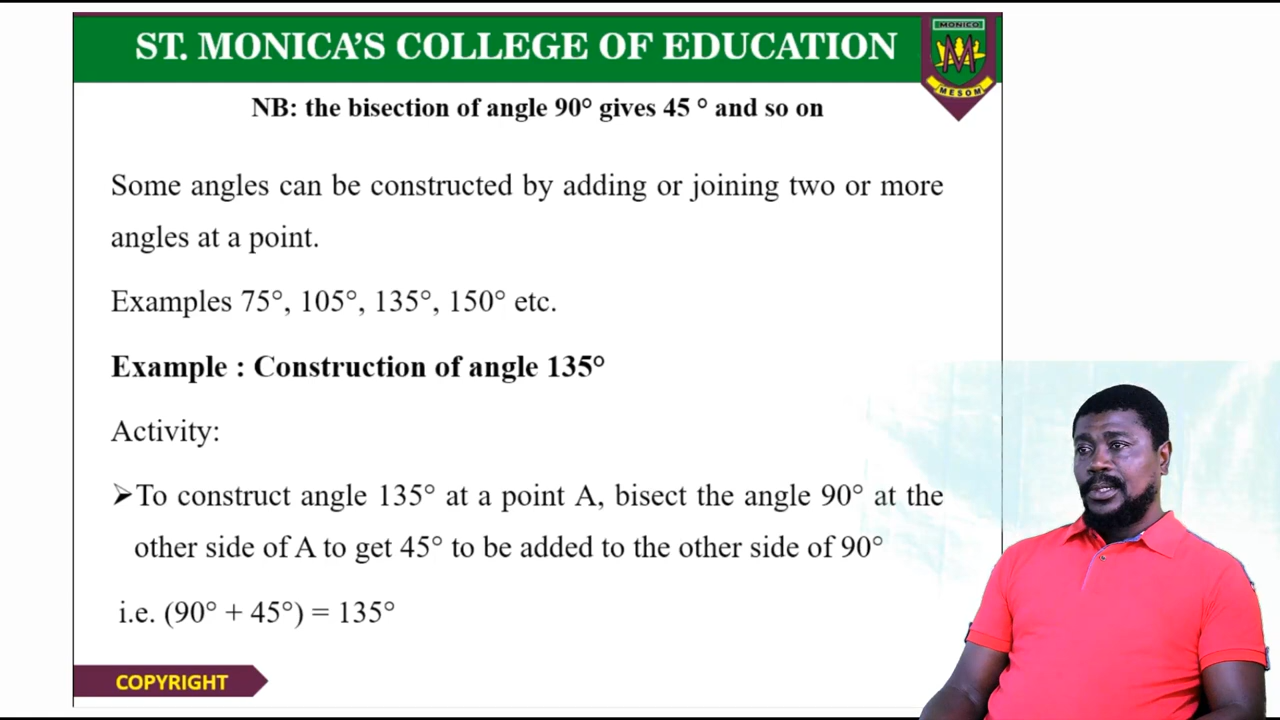 ST. MONICA'S COLLEGE OF EDUCATION
MONICO
M
MESOM
NB: the bisection of angle 90° gives 45 ° and so on
Some angles can be constructed by adding or joining two or more
angles at a point.
Examples 75°, 105°, 135°, 150° etc.
Example : Construction of angle 135°
Activity:
➢To construct angle 135° at a point A, bisect the angle 90° at the
other side of A to get 45° to be added to the other side of 90°
i.e. (90° + 45°) = 135°
COPYRIGHT